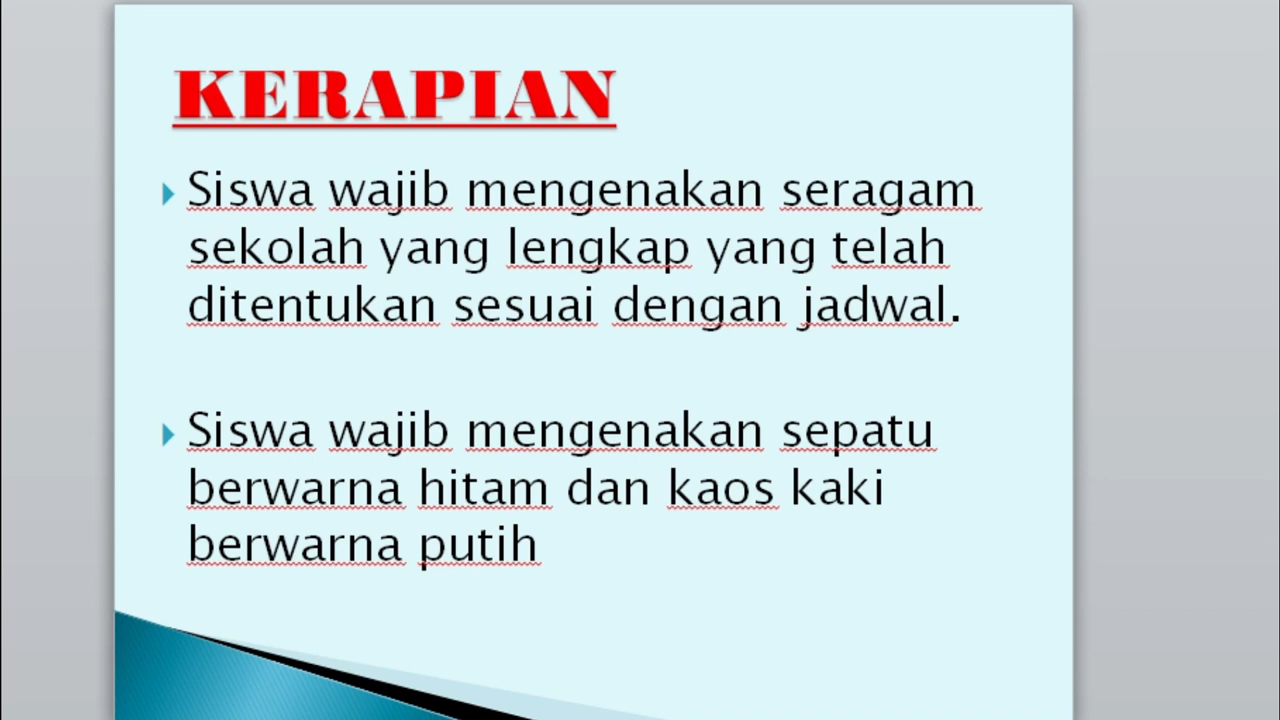 KERAPIAN
Siswa wajib mengenakan seragam
sekolah yang lengkap yang telah
ditentukan sesuai dengan jadwal.
Siswa wajib mengenakan sepatu
berwarna hitam dan kaos kaki
berwarna putih